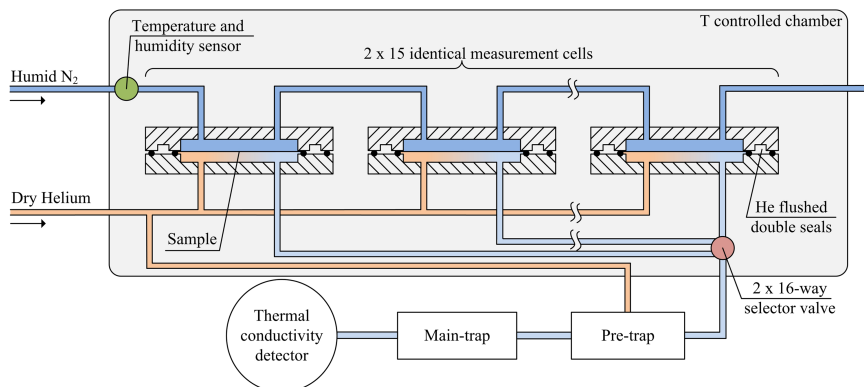 Temperature and
humidity sensor
T controlled chamber
2 x 15 identical measurement cells
Humid N₂
Dry Helium
Sample
He flushed
double seals
2 x 16-way
selector valve
Thermal
conductivity
detector
Main-trap
Pre-trap